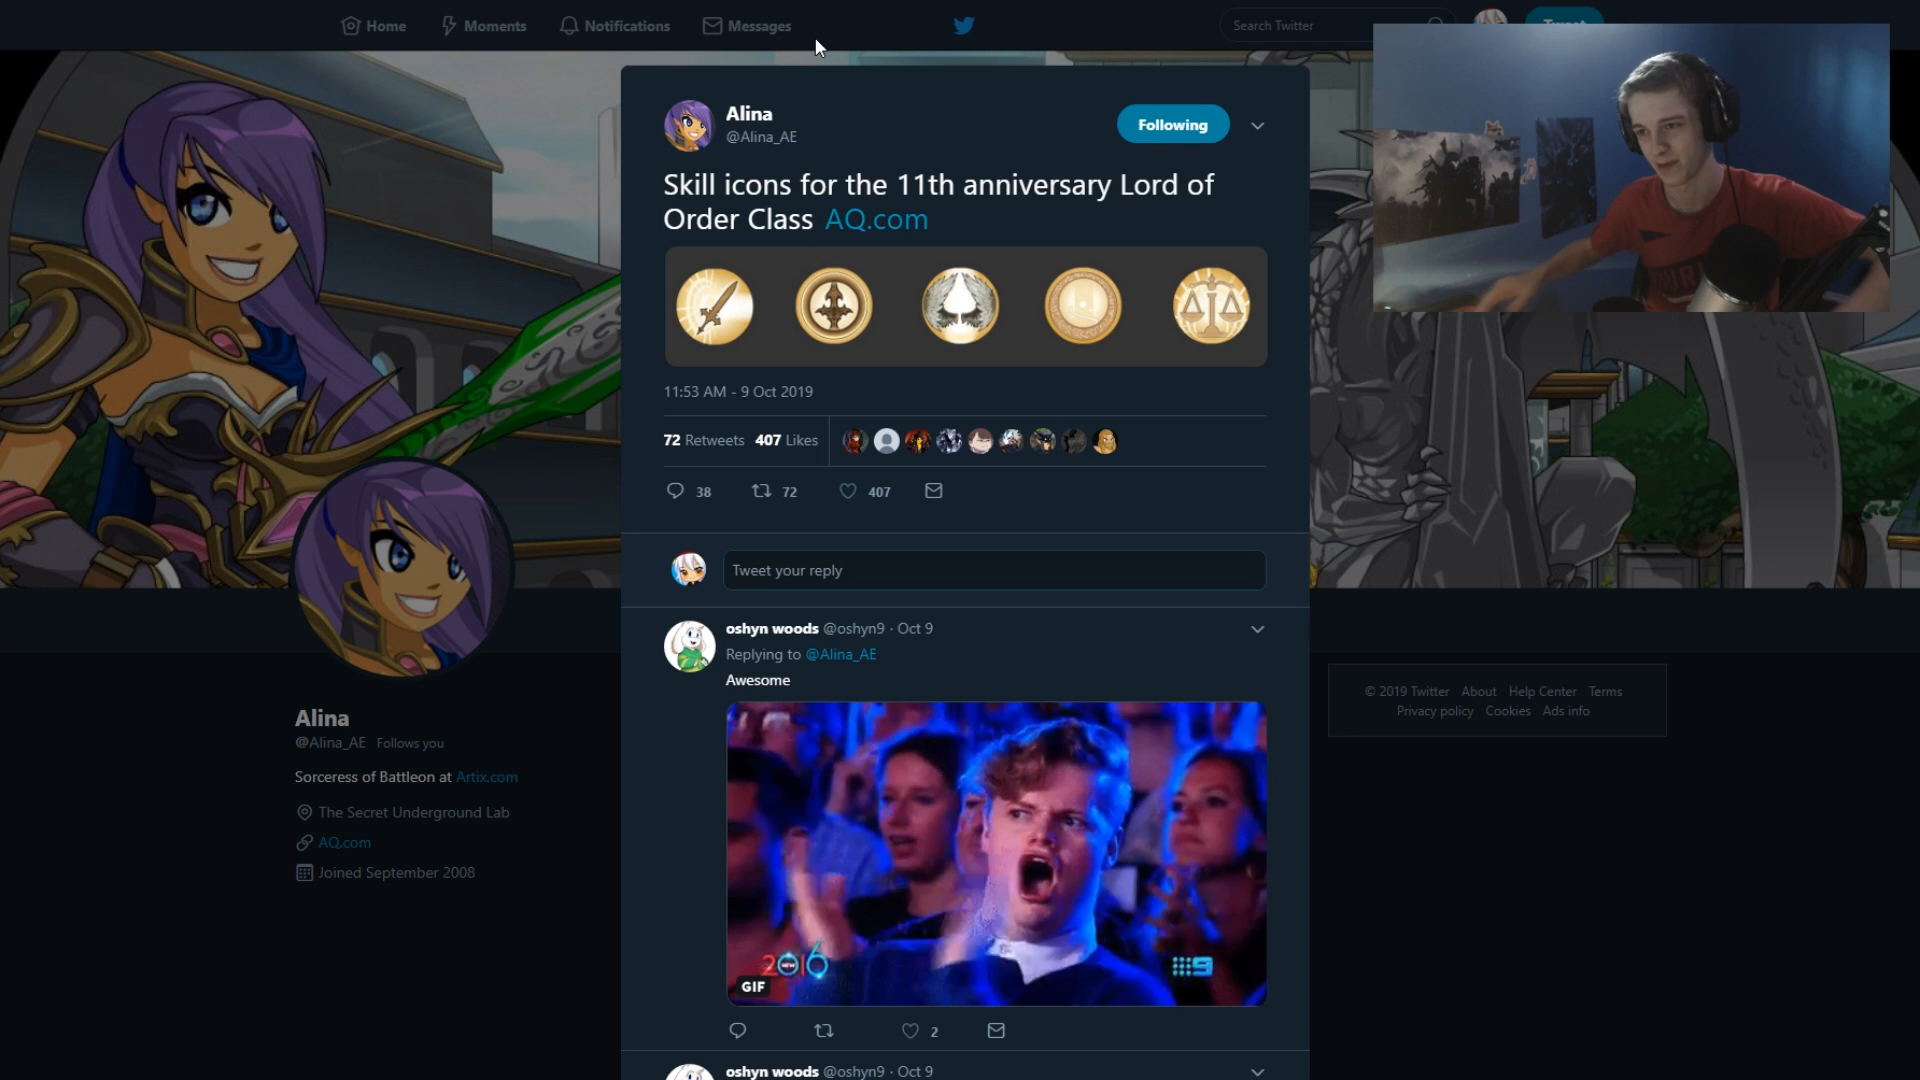 Home
Moments
Notifications
Messages
Search Twitter
Alina
@Alina_AE
Following
Skill icons for the 11th anniversary Lord of
Order Class AQ.com
11:53 AM - 9 Oct 2019
72 Retweets 407 Likes
38
72
407
Tweet your reply
oshyn woods @oshyn9 · Oct 9
Replying to @Alina_AE
Awesome
2016
NEW
9
GIF
2
oshyn woods @oshyn9 · Oct 9
Alina
@Alina_AE Follows you
Sorceress of Battleon at Artix.com
The Secret Underground Lab
AQ.com
Joined September 2008
© 2019 Twitter About Help Center Terms
Privacy policy Cookies Ads info